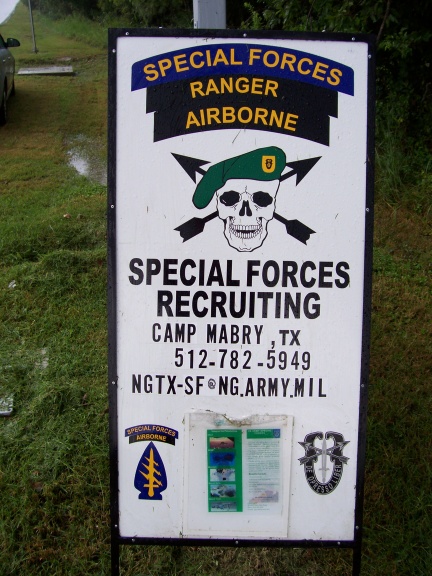 SPECIAL FORCES
RANGER
AIRBORNE
SPECIAL FORCES
RECRUITING
CAMP MABRY, TX
512-782-5949
NGTX-SF@NG.ARMY.MIL
SPECIAL FORCES
AIRBORNE